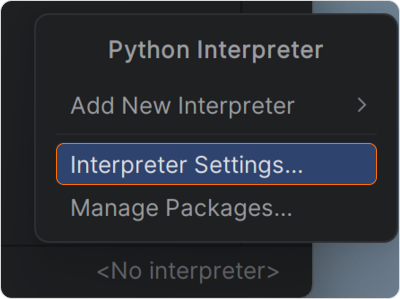 Python Interpreter
Add New Interpreter
Interpreter Settings...
Manage Packages...
<No interpreter>